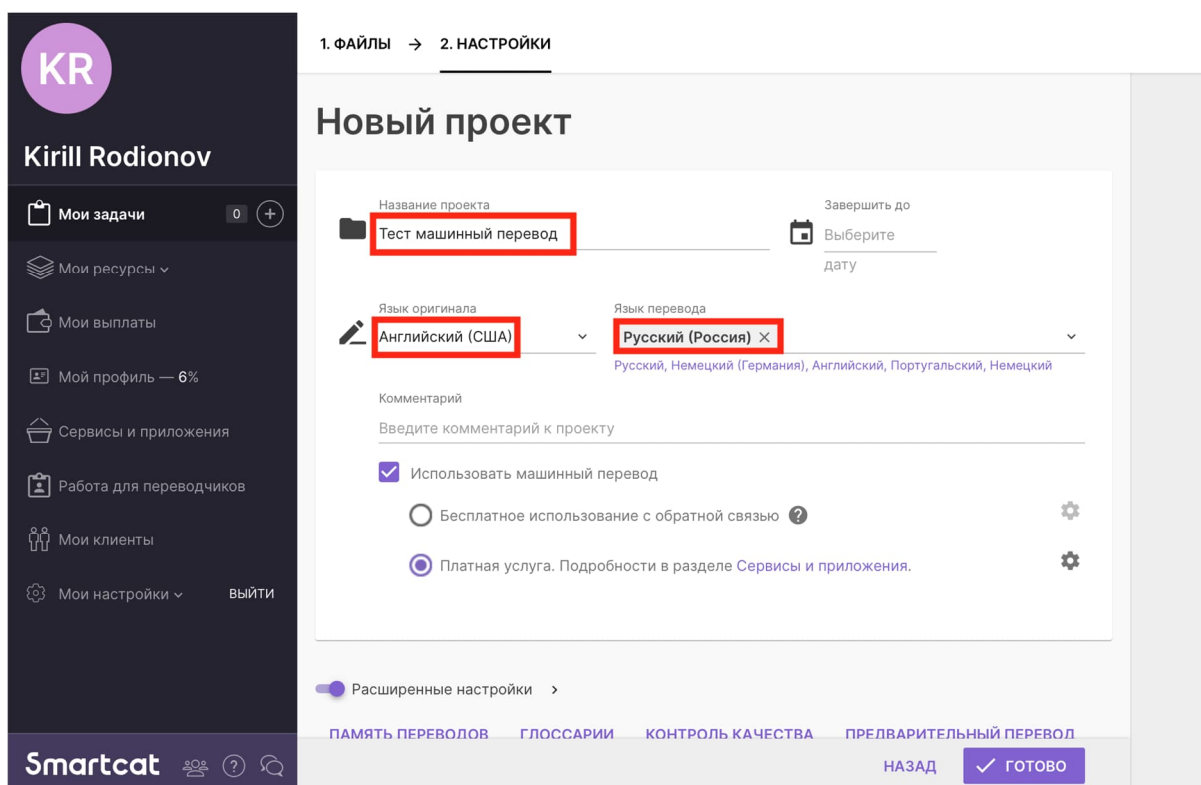 KR
Kirill Rodionov
Мои задачи 0
Мои ресурсы
Мои выплаты
Мой профиль — 6%
Сервисы и приложения
Работа для переводчиков
Мои клиенты
Мои настройки ВЫЙТИ
Smartcat ?
1. ФАЙЛЫ → 2. НАСТРОЙКИ
Новый проект
Название проекта
Тест машинный перевод
Завершить до
Выберите
дату
Язык оригинала
Английский (США)
Язык перевода
Русский (Россия) ×
Русский, Немецкий (Германия), Английский, Португальский, Немецкий
Комментарий
Введите комментарий к проекту
Использовать машинный перевод
Бесплатное использование с обратной связью ?
Платная услуга. Подробности в разделе Сервисы и приложения.
Расширенные настройки
ПАМЯТЬ ПЕРЕВОДОВ ГЛОССАРИИ КОНТРОЛЬ КАЧЕСТВА ПРЕДВАРИТЕЛЬНЫЙ ПЕРЕВОД
НАЗАД ГОТОВО